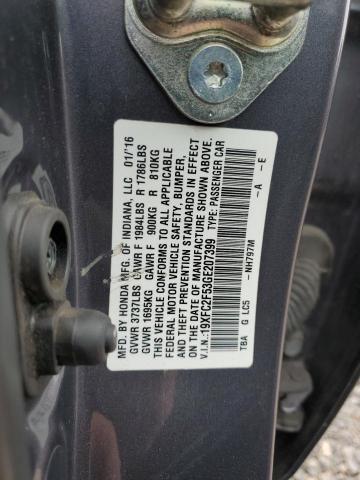 MFD. BY HONDA MFG. OF INDIANA, LLC 01/'16
GVWR 3737LBS GAWR F 1984LBS R 1786LBS
GVWR 1695KG GAWR F 900KG R 810KG
THIS VEHICLE CONFORMS TO ALL APPLICABLE
FEDERAL MOTOR VEHICLE SAFETY, BUMPER,
AND THEFT PREVENTION STANDARDS IN EFFECT
ON THE DATE OF MANUFACTURE SHOWN ABOVE.
V.I.N.:19XFC2F53GE207399 TYPE: PASSENGER CAR
TBA G LC5 - NH797M -A -E